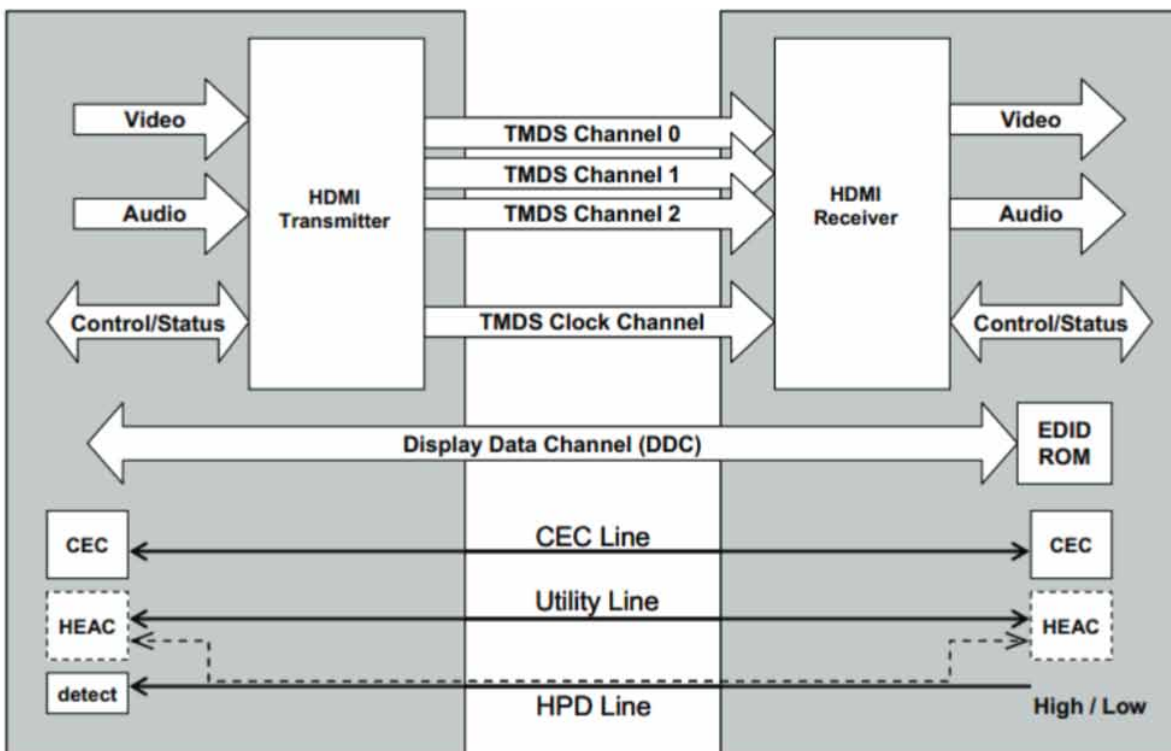 Video
TMDS Channel 0
Video
TMDS Channel 1
HDMI
Transmitter
HDMI
Receiver
Audio
TMDS Channel 2
Audio
Control/Status
TMDS Clock Channel
Control/Status
Display Data Channel (DDC)
EDID
ROM
CEC
CEC Line
CEC
HEAC
Utility Line
HEAC
detect
HPD Line
High / Low